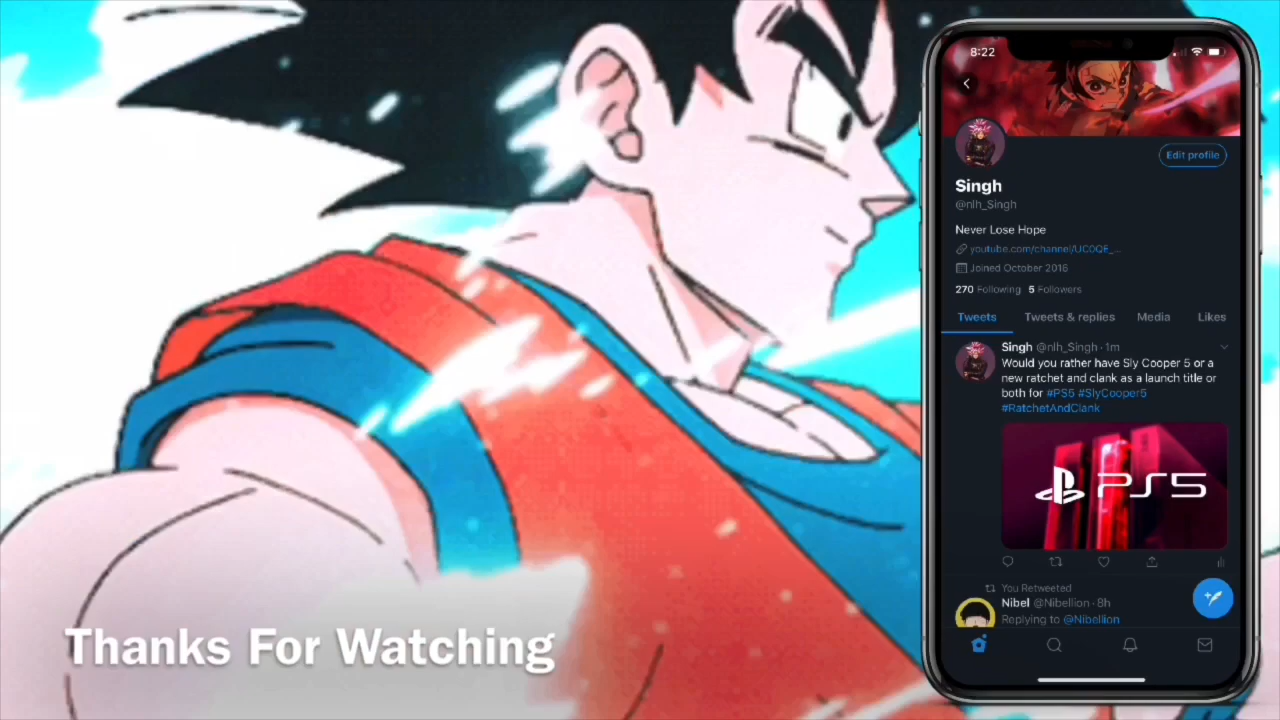 8:22
Edit profile
Singh
@nlh_Singh
Never Lose Hope
youtube.com/channel/UC0QE_...
Joined October 2016
270 Following 5 Followers
Tweets Tweets & replies Media Likes
Singh @nlh_Singh · 1m
Would you rather have Sly Cooper 5 or a
new ratchet and clank as a launch title or
both for #PS5 #SlyCooper5
#RatchetAndClank
PS5
You Retweeted
Nibel @Nibellion · 8h
Replying to @Nibellion
Thanks For Watching